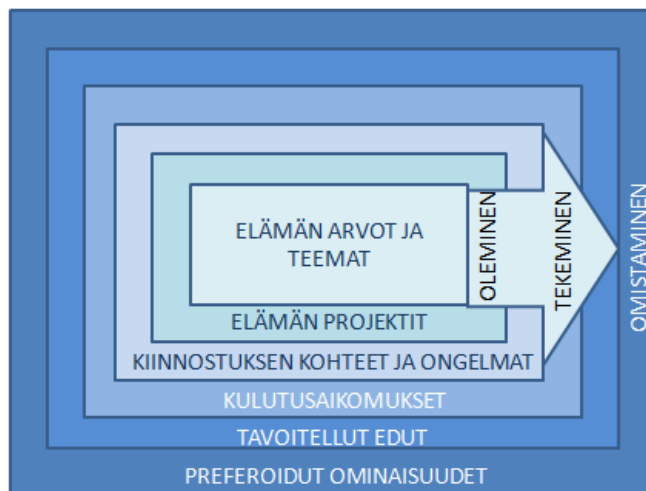 ELÄMÄN ARVOT JA
TEEMAT
ELÄMÄN PROJEKTIT
KIINNOSTUKSEN KOHTEET JA ONGELMAT
KULUTUSAIKOMUKSET
TAVOITELLUT EDUT
PREFEROIDUT OMINAISUUDET
OLEMINEN
TEKEMINEN
OMISTAMINEN